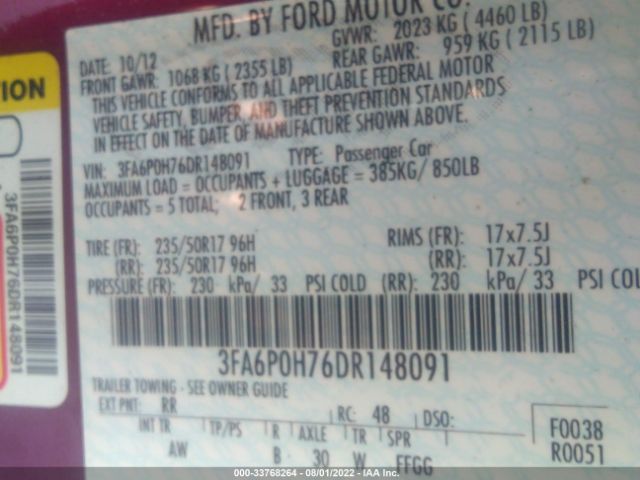 MFD. BY FORD MOTOR CO.
DATE: 10/12 GVWR: 2023 KG ( 4460 LB)
FRONT GAWR: 1068 KG ( 2355 LB) REAR GAWR: 959 KG ( 2115 LB)
THIS VEHICLE CONFORMS TO ALL APPLICABLE FEDERAL MOTOR
VEHICLE SAFETY, BUMPER, AND THEFT PREVENTION STANDARDS
IN EFFECT ON THE DATE OF MANUFACTURE SHOWN ABOVE.
VIN: 3FA6P0H76DR148091 TYPE: Passenger Car
MAXIMUM LOAD = OCCUPANTS + LUGGAGE = 385KG/ 850LB
OCCUPANTS = 5 TOTAL; 2 FRONT, 3 REAR
TIRE (FR): 235/50R17 96H RIMS (FR): 17x7.5J
(RR): 235/50R17 96H (RR): 17x7.5J
PRESSURE (FR): 230 kPa/ 33 PSI COLD (RR): 230 kPa/ 33 PSI COL
3FA6P0H76DR148091
TRAILER TOWING - SEE OWNER GUIDE
EXT PNT: RR RC: 48 DSO: F0038
INT TR TP/PS R AXLE TR SPR R0051
AW B 30 W FFGG
TION
3FA6P0H76DR148091
000-33768264 - 08/01/2022 - IAA Inc.